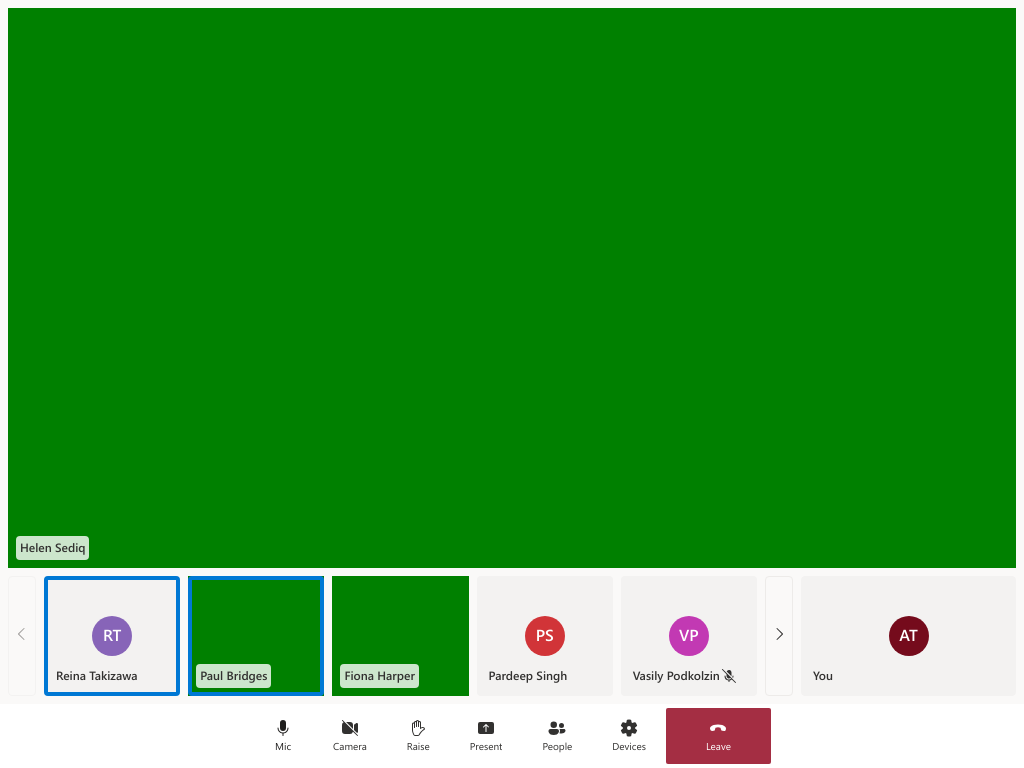 Helen Sediq
RT
Reina Takizawa
Paul Bridges
Fiona Harper
PS
Pardeep Singh
VP
Vasily Podkolzin
AT
You
Mic
Camera
Raise
Present
People
Devices
Leave